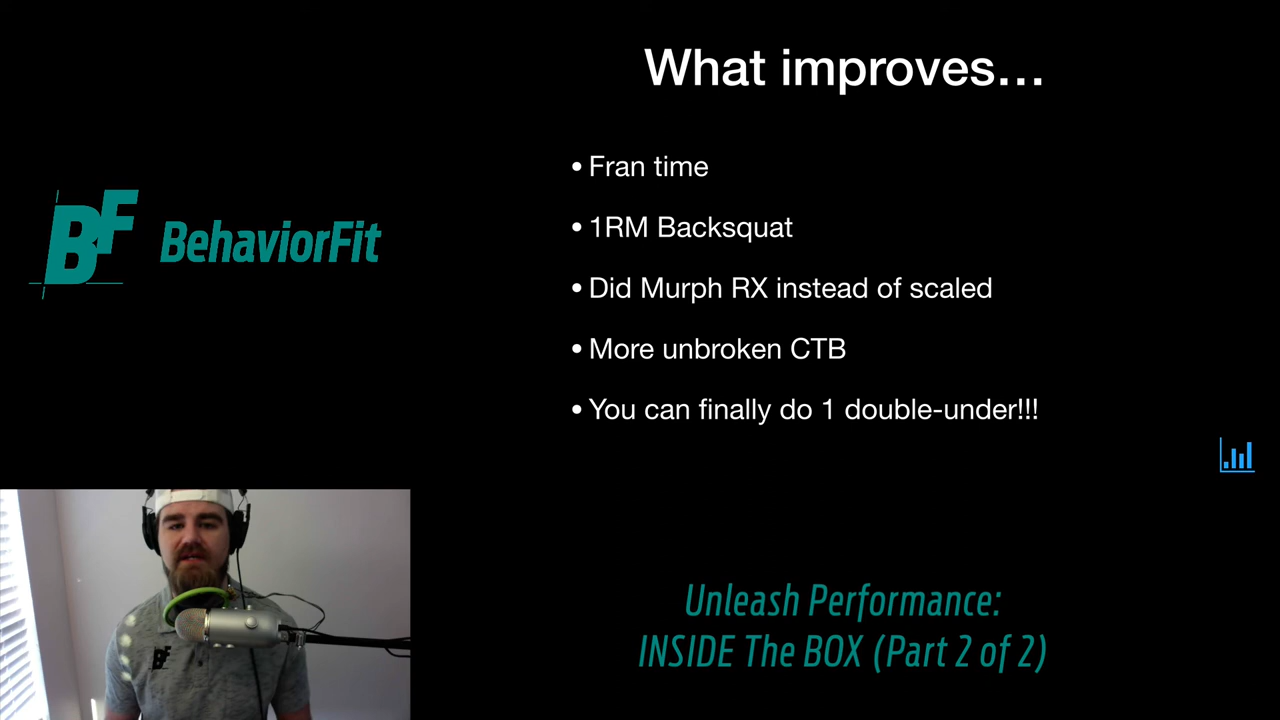 What improves…
• Fran time
• 1RM Backsquat
• Did Murph RX instead of scaled
• More unbroken CTB
• You can finally do 1 double-under!!!
BF BehaviorFit
BF
Unleash Performance:
INSIDE The BOX (Part 2 of 2)